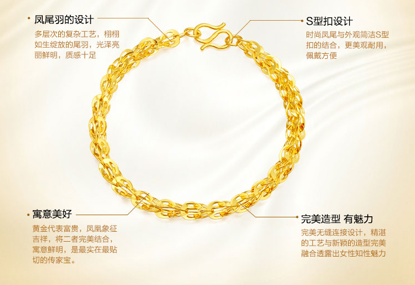 凤尾羽的设计
多层次的复杂工艺，栩栩
如生绽放的尾羽，光泽亮
丽鲜明，质感十足
S型扣设计
时尚凤尾与外观简洁S型
扣的结合，更美观耐用，
佩戴方便
寓意美好
黄金代表富贵，凤凰象征
吉祥，将二者完美结合，
寓意鲜明，是最实在最贴
切的传家宝。
完美造型 有魅力
完美无缝连接设计，精湛
的工艺与新颖的造型完美
融合透露出女性知性魅力